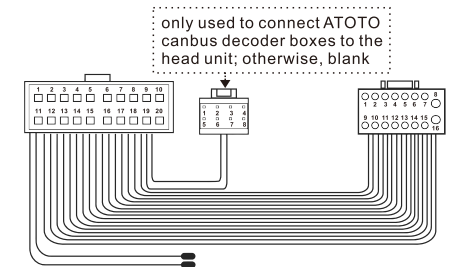 only used to connect ATOTO
canbus decoder boxes to the
head unit; otherwise, blank
1 2 3 4 5 6 7 8 9 10
11 12 13 14 15 16 17 18 19 20
1 2 3 4
5 6 7 8
1 2 3 4 5 6 7 8
9 10 11 12 13 14 15 16